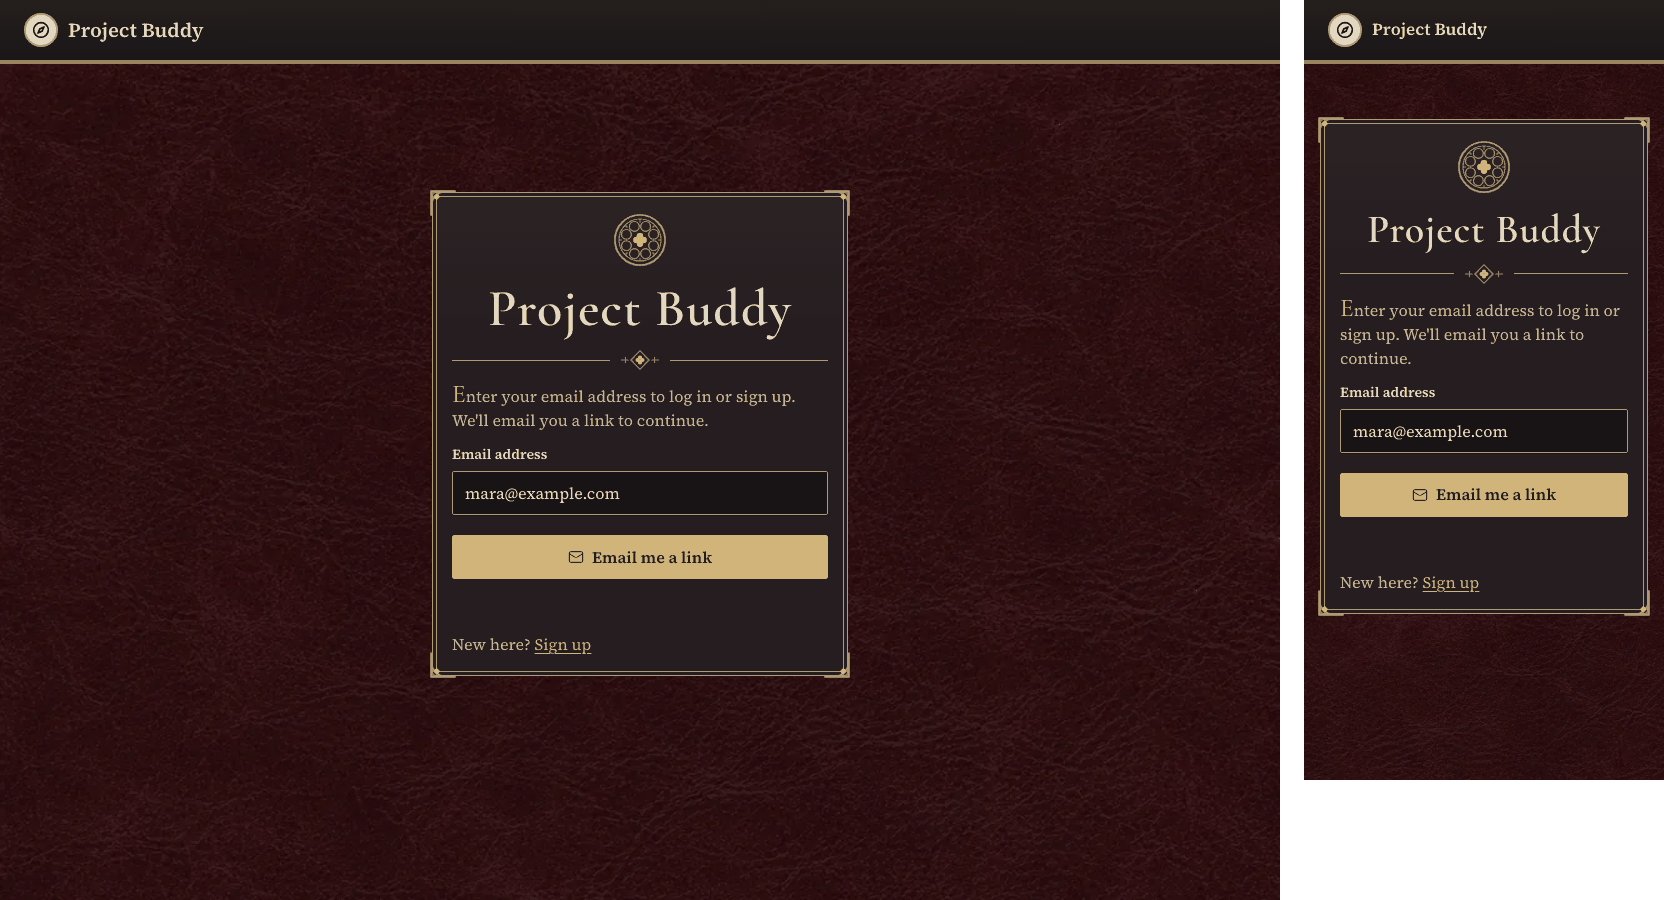 Project Buddy
Project Buddy
Enter your email address to log in or sign up.
We'll email you a link to continue.
Email address
mara@example.com
Email me a link
New here? Sign up
Project Buddy
Project Buddy
Enter your email address to log in or
sign up. We'll email you a link to
continue.
Email address
mara@example.com
Email me a link
New here? Sign up